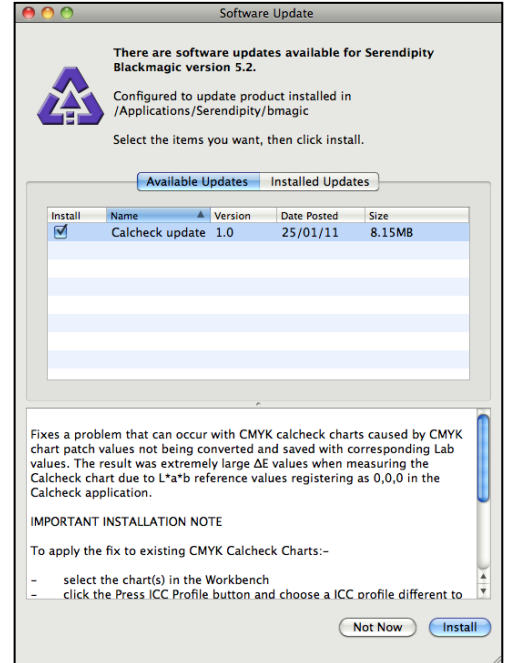 Software Update
There are software updates available for Serendipity
Blackmagic version 5.2.
Configured to update product installed in
/Applications/Serendipity/bmagic
Select the items you want, then click install.
Available Updates Installed Updates
Install Name Version Date Posted Size
Calcheck update 1.0 25/01/11 8.15MB
Fixes a problem that can occur with CMYK calcheck charts caused by CMYK
chart patch values not being converted and saved with corresponding Lab
values. The result was extremely large ΔE values when measuring the
Calcheck chart due to L*a*b reference values registering as 0,0,0 in the
Calcheck application.
IMPORTANT INSTALLATION NOTE
To apply the fix to existing CMYK Calcheck Charts:-
- select the chart(s) in the Workbench
- click the Press ICC Profile button and choose a ICC profile different to
Not Now Install